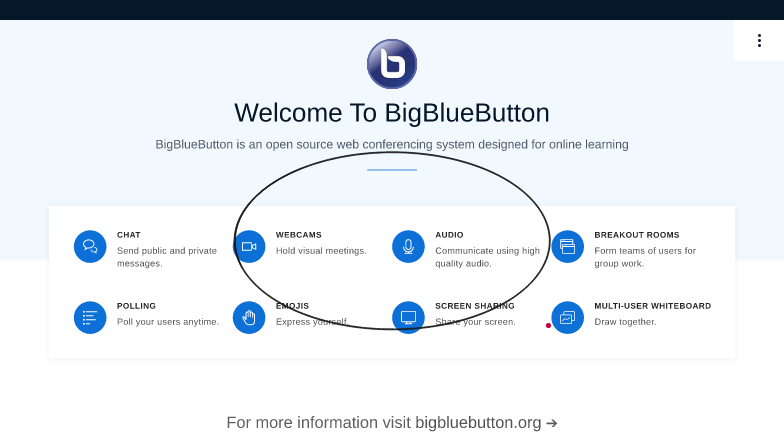 Welcome To BigBlueButton
BigBlueButton is an open source web conferencing system designed for online learning
CHAT
Send public and private
messages.
WEBCAMS
Hold visual meetings.
AUDIO
Communicate using high
quality audio.
BREAKOUT ROOMS
Form teams of users for
group work.
POLLING
Poll your users anytime.
EMOJIS
Express yourself.
SCREEN SHARING
Share your screen.
MULTI-USER WHITEBOARD
Draw together.
For more information visit bigbluebutton.org →